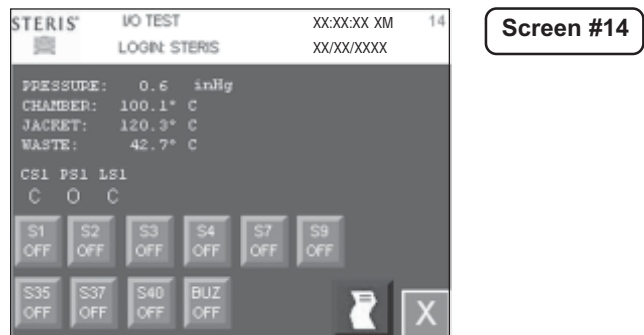 STERIS® I/O TEST XX:XX:XX XM 14
LOGIN: STERIS XX/XX/XXXX
Screen #14
PRESSURE: 0.6 inHg
CHAMBER: 100.1° C
JACKET: 120.3° C
WASTE: 42.7° C
CS1 PS1 LS1
C O C
S1 OFF S2 OFF S3 OFF S4 OFF S7 OFF S9 OFF
S35 OFF S37 OFF S40 OFF BUZ OFF
X